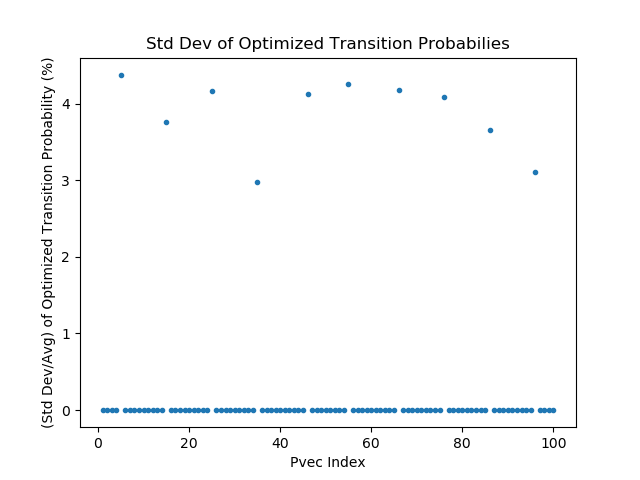 Std Dev of Optimized Transition Probabilies
(Std Dev/Avg) of Optimized Transition Probability (%)
4
3
2
1
0
0 20 40 60 80 100
Pvec Index